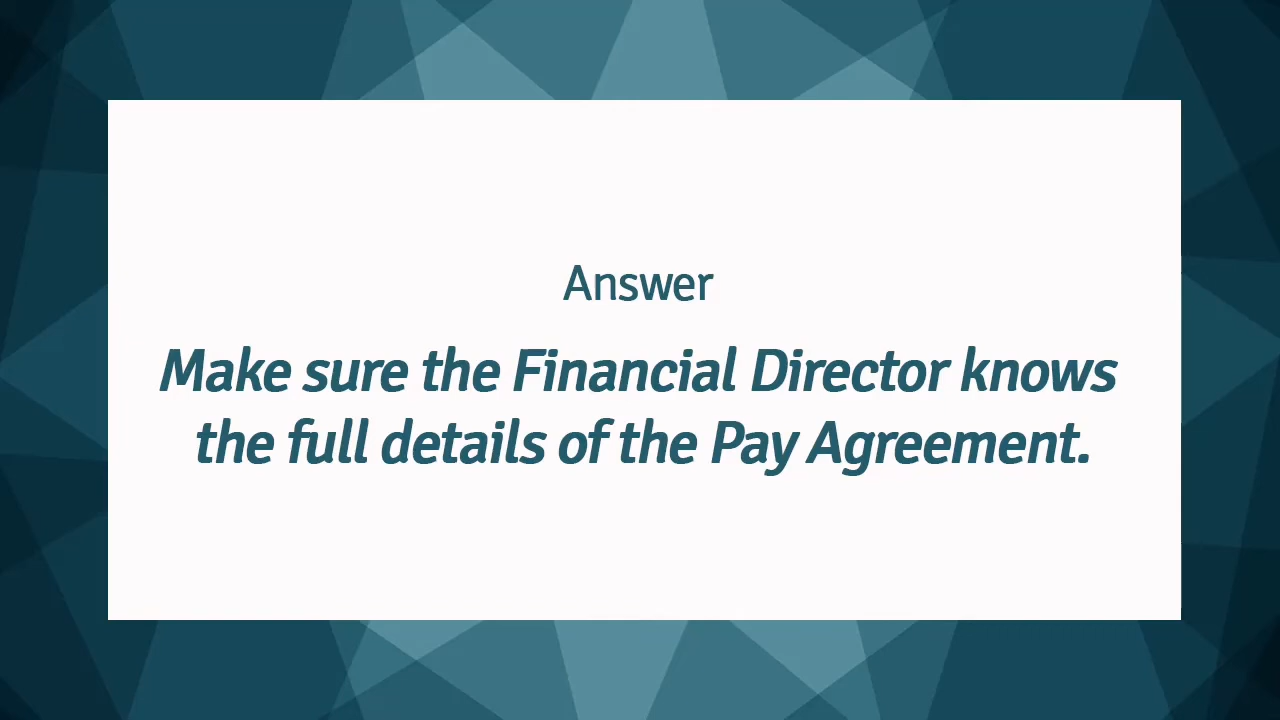 Answer
Make sure the Financial Director knows
the full details of the Pay Agreement.